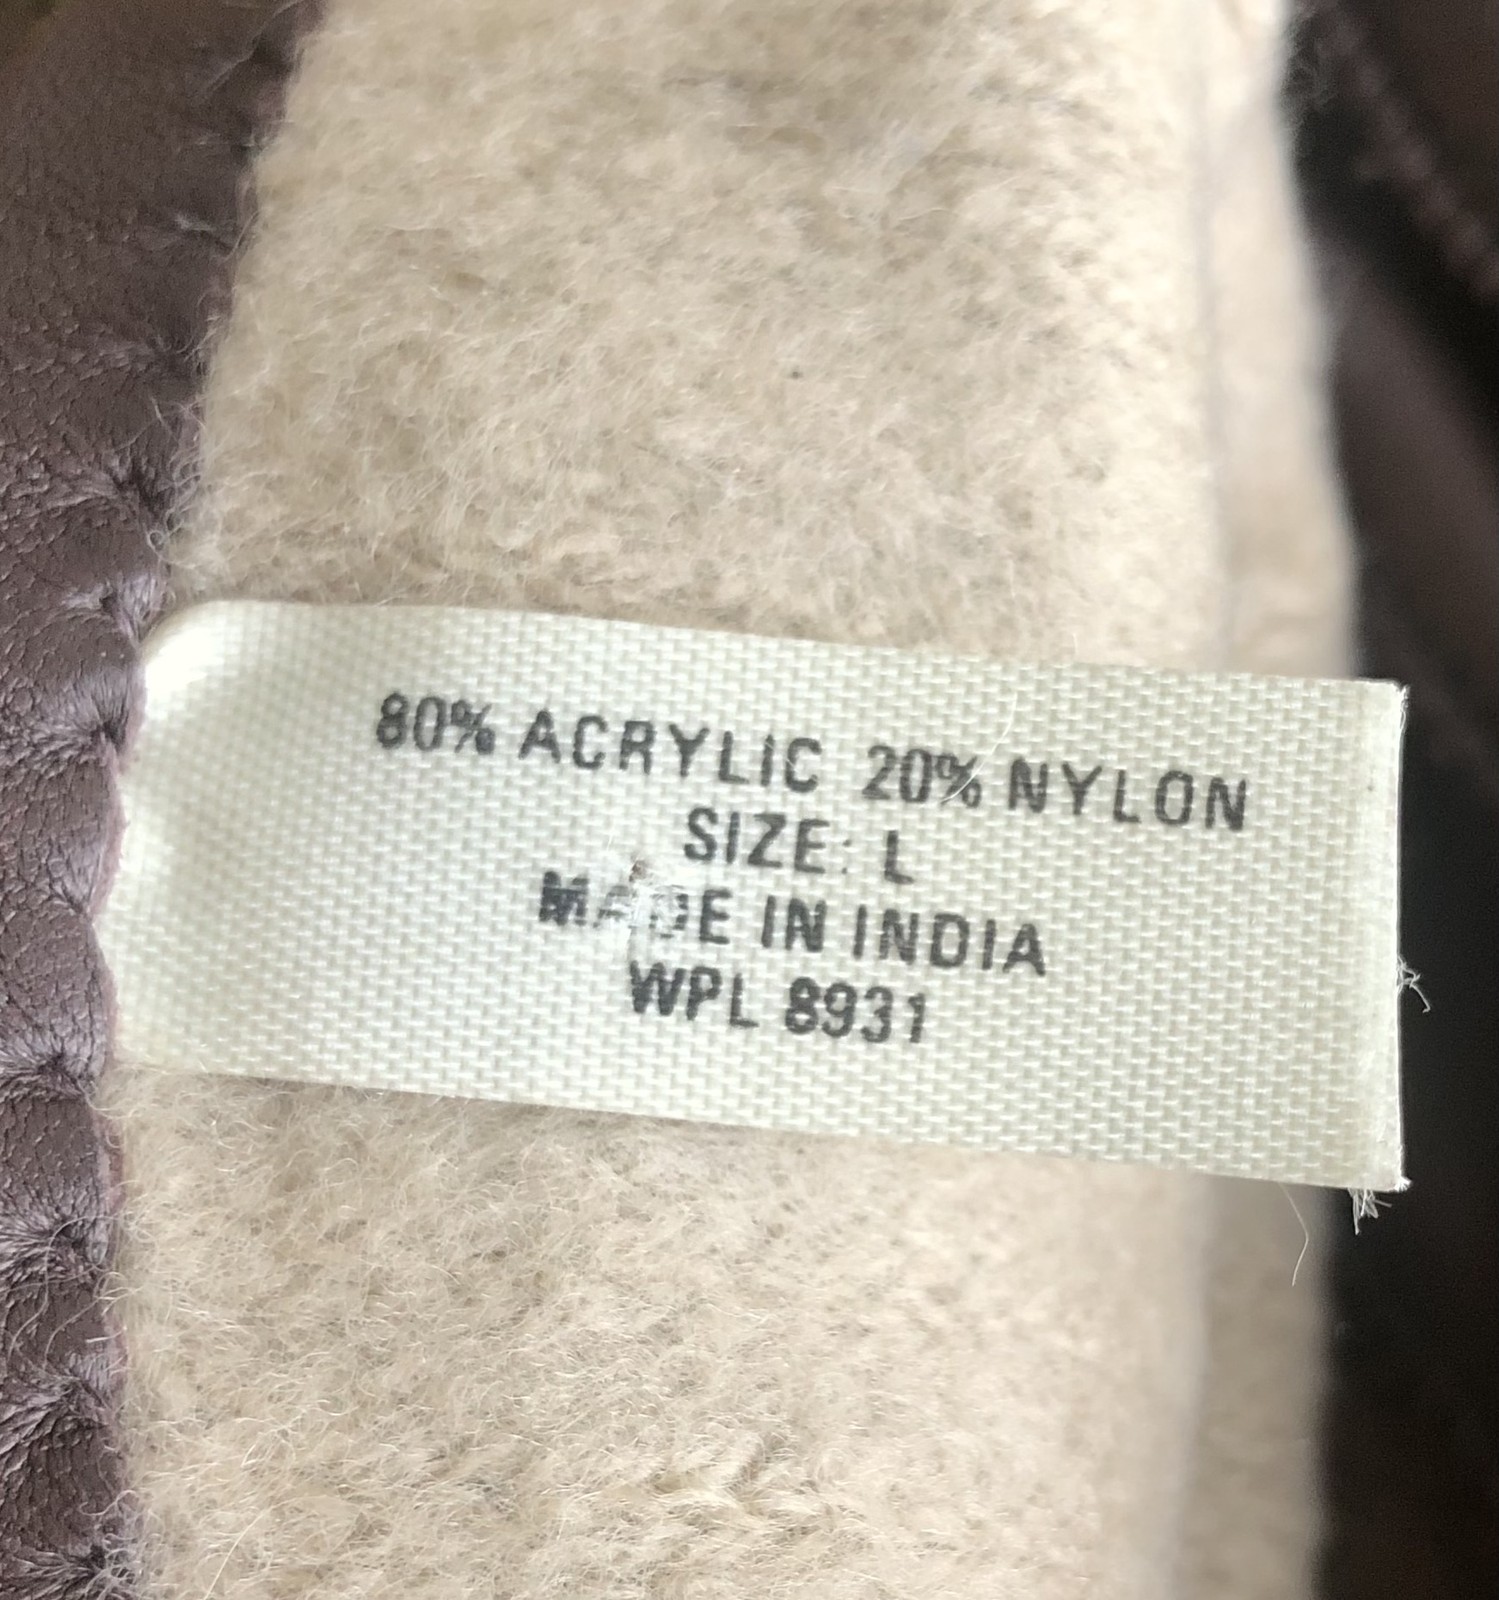 80% ACRYLIC 20% NYLON
SIZE: L
MADE IN INDIA
WPL 8931